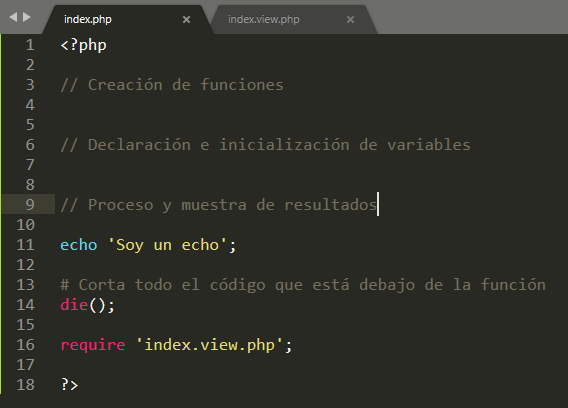 index.php × index.view.php ×
1 <?php
2
3 // Creación de funciones
4
5
6 // Declaración e inicialización de variables
7
8
9 // Proceso y muestra de resultados
10
11 echo 'Soy un echo';
12
13 # Corta todo el código que está debajo de la función
14 die();
15
16 require 'index.view.php';
17
18 ?>